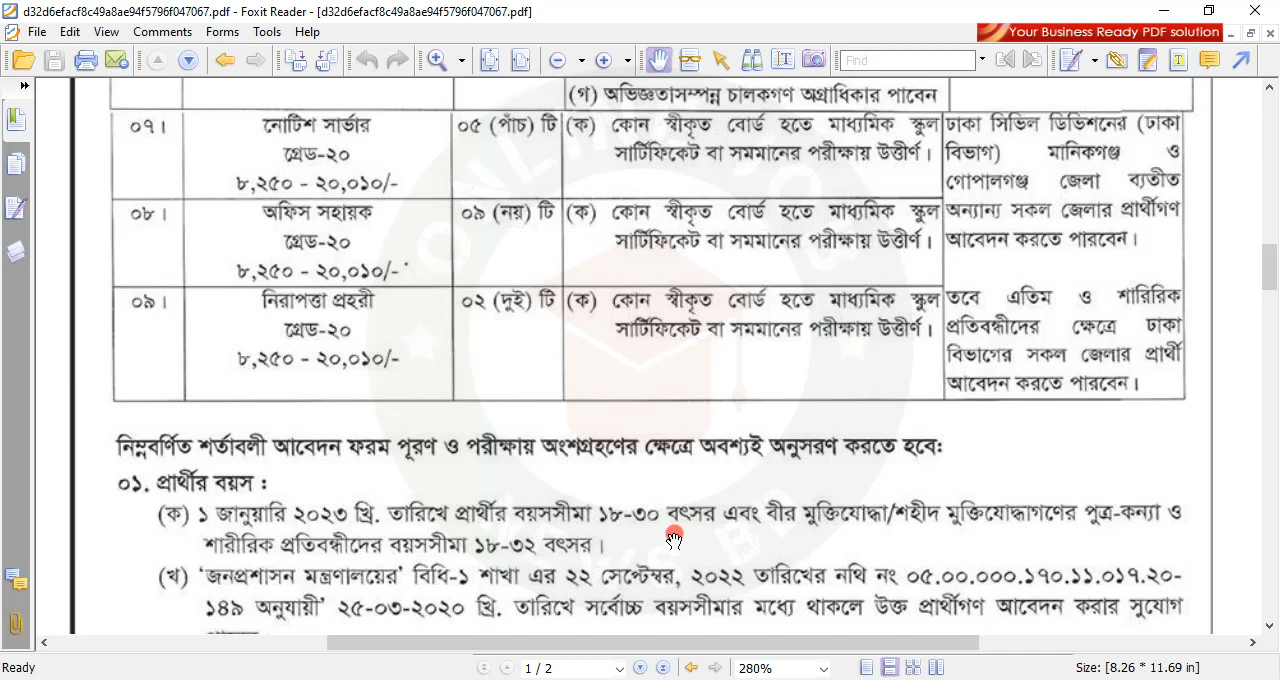 d32d6efacf8c49a8ae94f5796f047067.pdf - Foxit Reader - [d32d6efacf8c49a8ae94f5796f047067.pdf]
File Edit View Comments Forms Tools Help
Your Business Ready PDF solution
Find
(গ) অভিজ্ঞতাসম্পন্ন চালকগণ অগ্রাধিকার পাবেন
০৭। নোটিশ সার্ভার ০৫ (পাঁচ) টি (ক) কোন স্বীকৃত বোর্ড হতে মাধ্যমিক স্কুল ঢাকা সিভিল ডিভিশনের (ঢাকা
গ্রেড-২০ সার্টিফিকেট বা সমমানের পরীক্ষায় উত্তীর্ণ। বিভাগ) মানিকগঞ্জ ও
৮,২৫০ - ২০,০১০/- গোপালগঞ্জ জেলা ব্যতীত
০৮। অফিস সহায়ক ০৯ (নয়) টি (ক) কোন স্বীকৃত বোর্ড হতে মাধ্যমিক স্কুল অন্যান্য সকল জেলার প্রার্থীগণ
গ্রেড-২০ সার্টিফিকেট বা সমমানের পরীক্ষায় উত্তীর্ণ। আবেদন করতে পারবেন।
৮,২৫০ - ২০,০১০/-
০৯। নিরাপত্তা প্রহরী ০২ (দুই) টি (ক) কোন স্বীকৃত বোর্ড হতে মাধ্যমিক স্কুল তবে এতিম ও শারিরিক
গ্রেড-২০ সার্টিফিকেট বা সমমানের পরীক্ষায় উত্তীর্ণ। প্রতিবন্ধীদের ক্ষেত্রে ঢাকা
৮,২৫০ - ২০,০১০/- বিভাগের সকল জেলার প্রার্থী
আবেদন করতে পারবেন।
নিম্নবর্ণিত শর্তাবলী আবেদন ফরম পূরণ ও পরীক্ষায় অংশগ্রহণের ক্ষেত্রে অবশ্যই অনুসরণ করতে হবেঃ
০১. প্রার্থীর বয়স :
(ক) ১ জানুয়ারি ২০২৩ খ্রি. তারিখে প্রার্থীর বয়সসীমা ১৮-৩০ বৎসর এবং বীর মুক্তিযোদ্ধা/শহীদ মুক্তিযোদ্ধাগণের পুত্র-কন্যা ও
শারীরিক প্রতিবন্ধীদের বয়সসীমা ১৮-৩২ বৎসর।
(খ) ‘জনপ্রশাসন মন্ত্রণালয়ের’ বিধি-১ শাখা এর ২২ সেপ্টেম্বর, ২০২২ তারিখের নথি নং ০৫.০০.০০০.১৭০.১১.০১৭.২০-
১৪৯ অনুযায়ী’ ২৫-০৩-২০২০ খ্রি. তারিখে সর্বোচ্চ বয়সসীমার মধ্যে থাকলে উক্ত প্রার্থীগণ আবেদন করার সুযোগ
Ready 1 / 2 280% Size: [8.26 * 11.69 in]